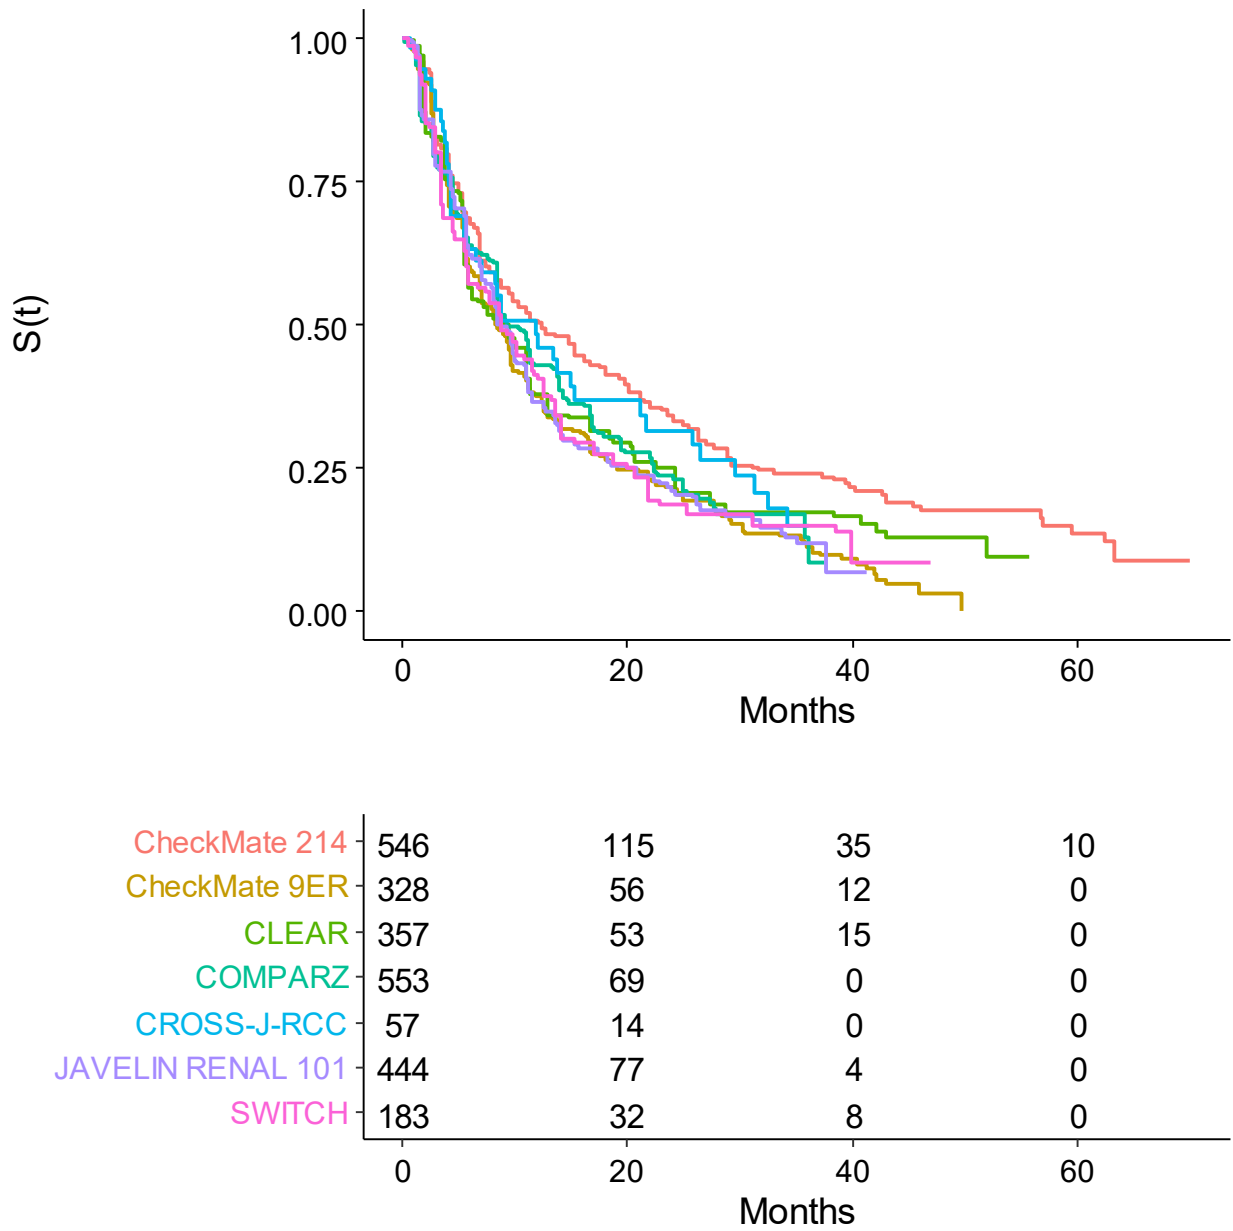 S(t)
1.00
0.75
0.50
0.25
0.00
0 20 40 60
Months
CheckMate 214 546 115 35 10
CheckMate 9ER 328 56 12 0
CLEAR 357 53 15 0
COMPARZ 553 69 0 0
CROSS-J-RCC 57 14 0 0
JAVELIN RENAL 101 444 77 4 0
SWITCH 183 32 8 0
0 20 40 60
Months